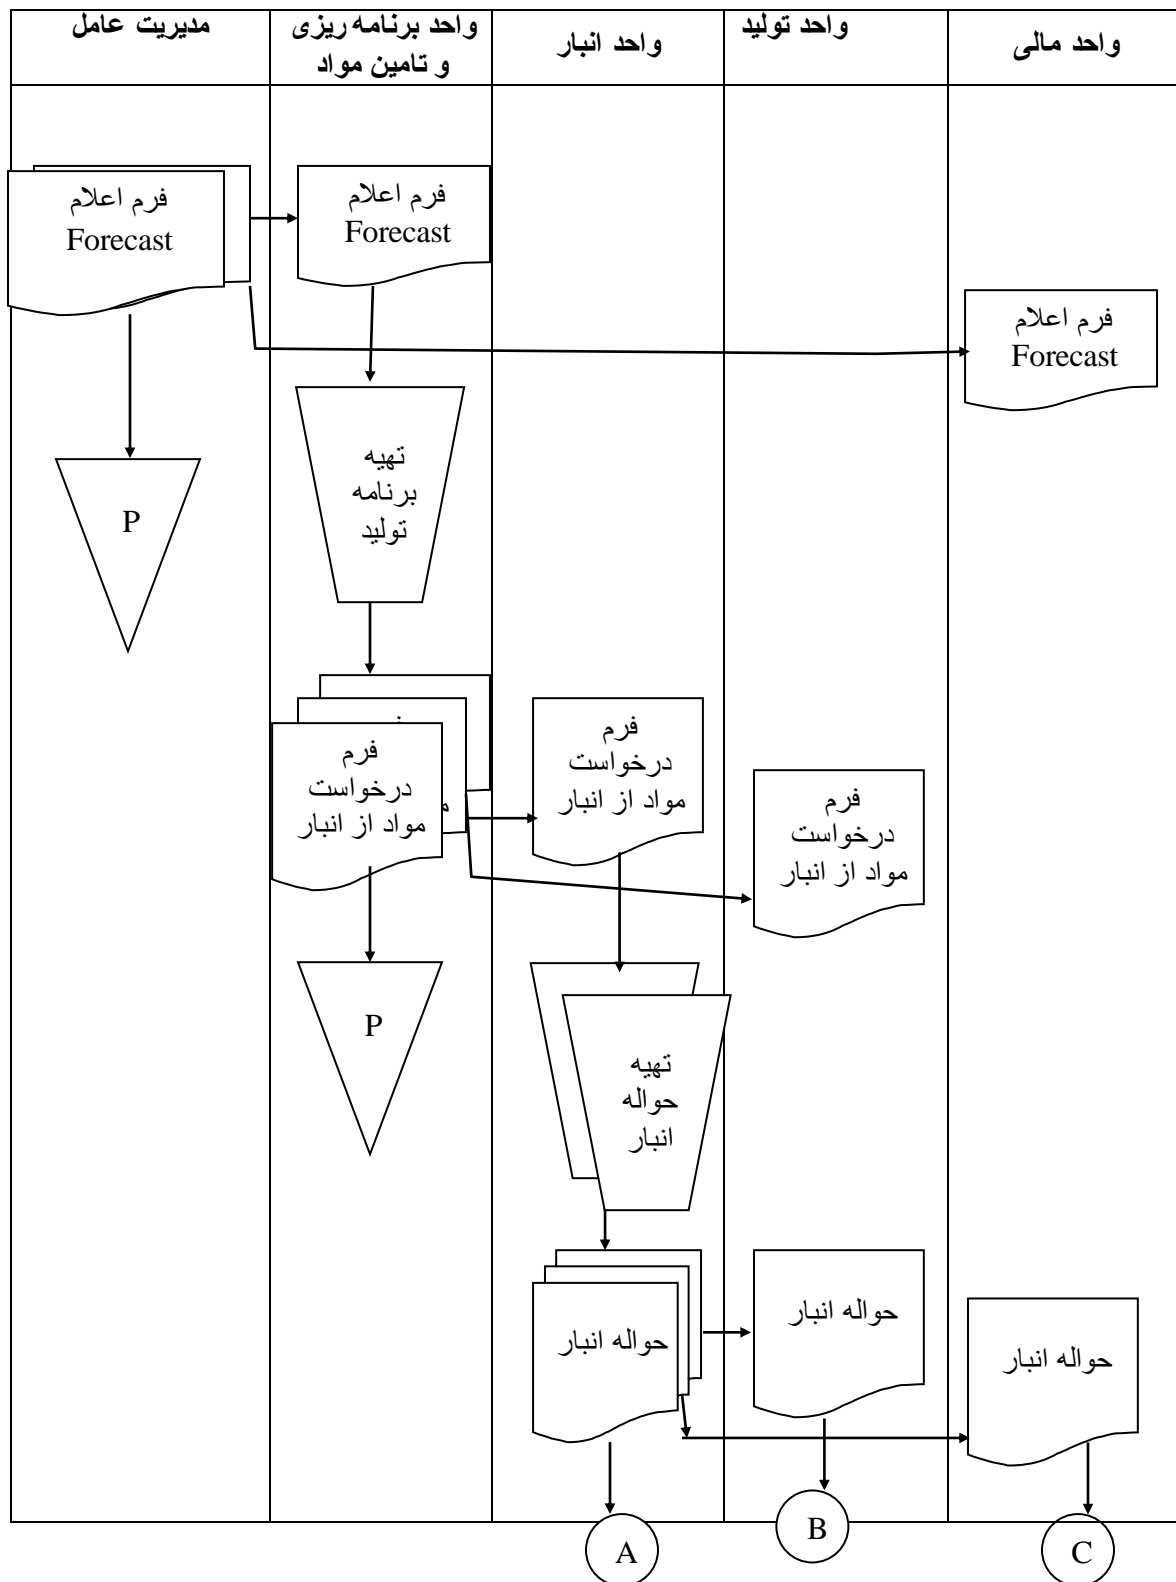 مدیریت عامل
واحد برنامه ریزی
و تامین مواد
واحد انبار
واحد تولید
واحد مالی
فرم اعلام
Forecast
فرم اعلام
Forecast
فرم اعلام
Forecast
P
تهیه
برنامه
تولید
فرم
درخواست
مواد از انبار
فرم
درخواست
مواد از انبار
فرم
درخواست
مواد از انبار
P
تهیه
حواله
انبار
حواله انبار
حواله انبار
حواله انبار
A
B
C